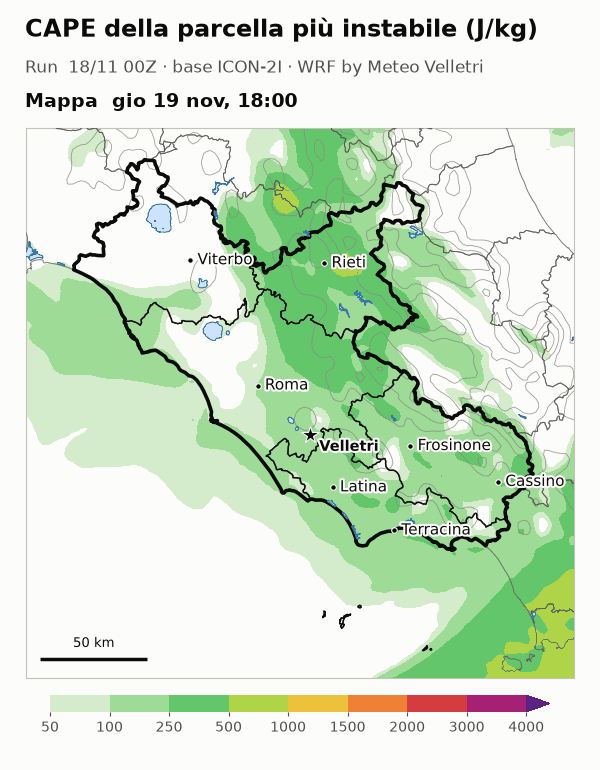 CAPE della parcella più instabile (J/kg)
Run  18/11 00Z · base ICON-2I · WRF by Meteo Velletri
Mappa  gio 19 nov, 18:00
Viterbo
Rieti
Roma
Velletri
Frosinone
Latina
Cassino
Terracina
50 km
50 100 250 500 1000 1500 2000 3000 4000